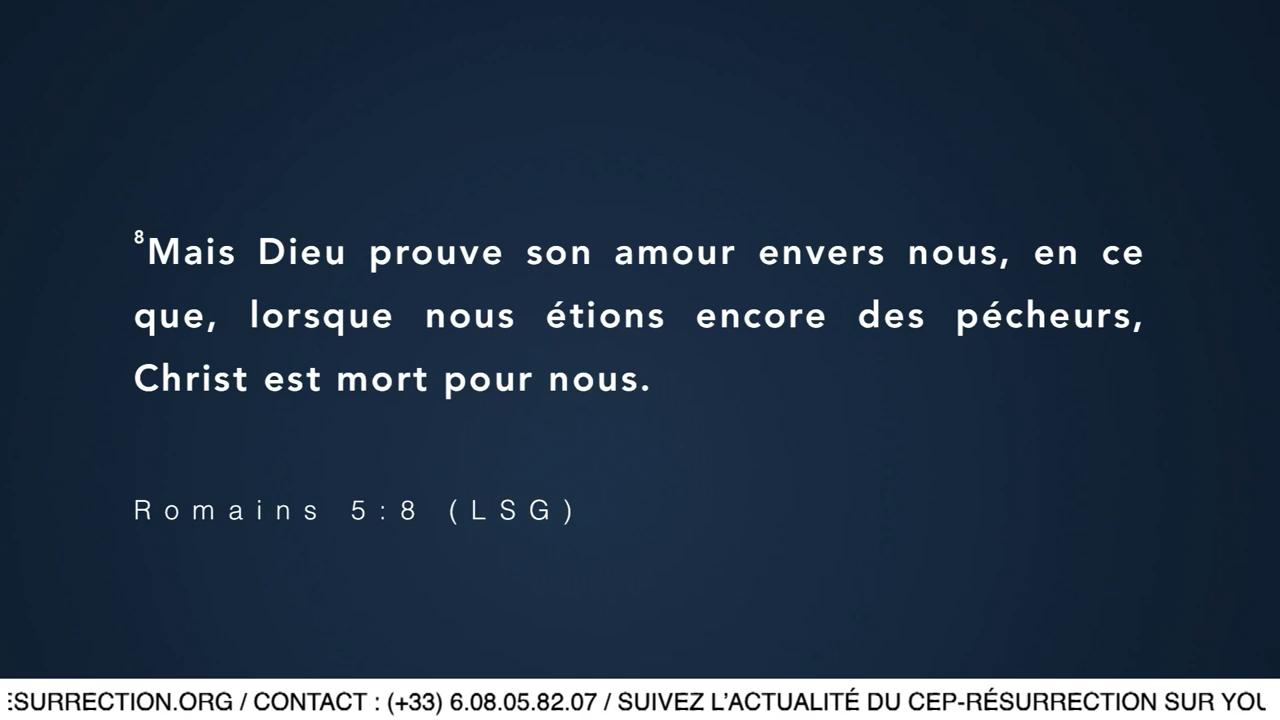 ⁸Mais Dieu prouve son amour envers nous, en ce
que, lorsque nous étions encore des pécheurs,
Christ est mort pour nous.
Romains 5:8 (LSG)
ESURRECTION.ORG / CONTACT : (+33) 6.08.05.82.07 / SUIVEZ L'ACTUALITÉ DU CEP-RÉSURRECTION SUR YOU